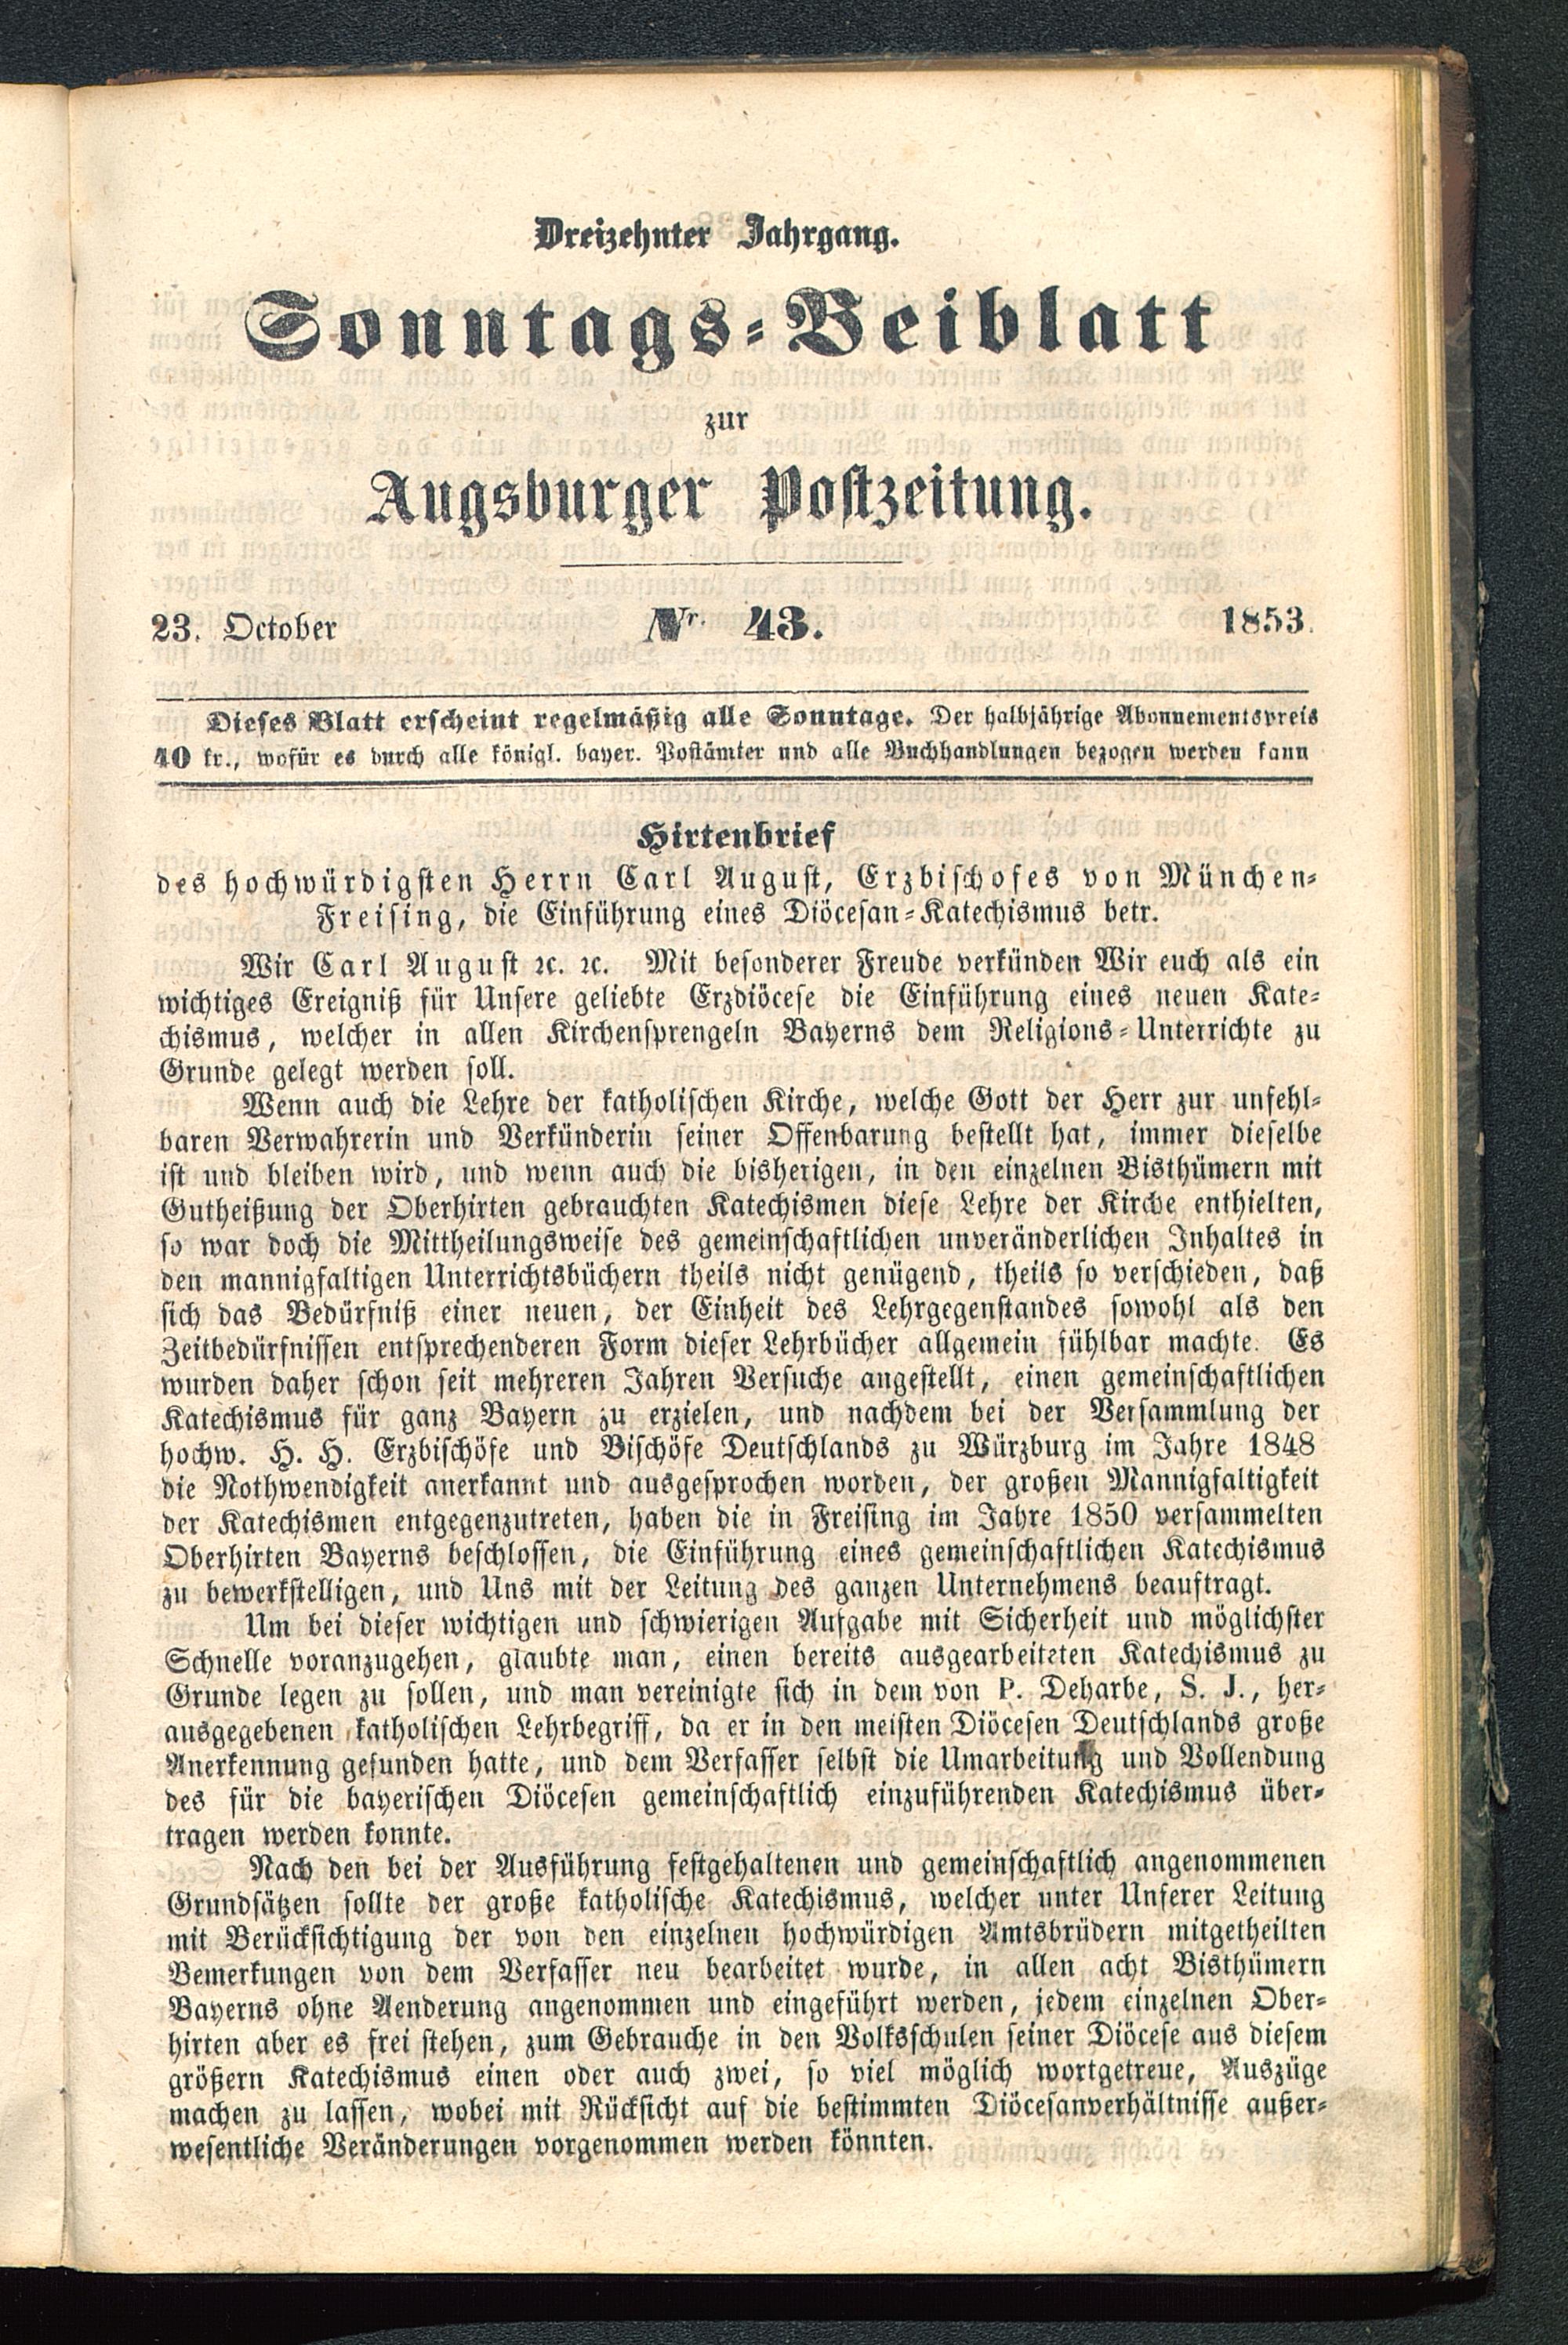 Dreizehnter Jahrgang.
Sonntags-Beiblatt
zur
Augsburger Postzeitung.
23. October Nr. 43. 1853.
Dieses Blatt erscheint regelmäßig alle Sonntage. Der halbjährige Abonnementspreis
40 kr., wofür es durch alle königl. bayer. Postämter und alle Buchhandlungen bezogen werden kann
Hirtenbrief
des hochwürdigsten Herrn Carl August, Erzbischofes von München-
Freising, die Einführung eines Diöcesan-Katechismus betr.
Wir Carl August ꝛc. ꝛc. Mit besonderer Freude verkünden Wir euch als ein
wichtiges Ereigniß für Unsere geliebte Erzdiöcese die Einführung eines neuen Kate-
chismus, welcher in allen Kirchensprengeln Bayerns dem Religions-Unterrichte zu
Grunde gelegt werden soll.
Wenn auch die Lehre der katholischen Kirche, welche Gott der Herr zur unfehl-
baren Verwahrerin und Verkünderin seiner Offenbarung bestellt hat, immer dieselbe
ist und bleiben wird, und wenn auch die bisherigen, in den einzelnen Bisthümern mit
Gutheißung der Oberhirten gebrauchten Katechismen diese Lehre der Kirche enthielten,
so war doch die Mittheilungsweise des gemeinschaftlichen unveränderlichen Inhaltes in
den mannigfaltigen Unterrichtsbüchern theils nicht genügend, theils so verschieden, daß
sich das Bedürfniß einer neuen, der Einheit des Lehrgegenstandes sowohl als den
Zeitbedürfnissen entsprechenderen Form dieser Lehrbücher allgemein fühlbar machte. Es
wurden daher schon seit mehreren Jahren Versuche angestellt, einen gemeinschaftlichen
Katechismus für ganz Bayern zu erzielen, und nachdem bei der Versammlung der
hochw. H. H. Erzbischöfe und Bischöfe Deutschlands zu Würzburg im Jahre 1848
die Nothwendigkeit anerkannt und ausgesprochen worden, der großen Mannigfaltigkeit
der Katechismen entgegenzutreten, haben die in Freising im Jahre 1850 versammelten
Oberhirten Bayerns beschlossen, die Einführung eines gemeinschaftlichen Katechismus
zu bewerkstelligen, und Uns mit der Leitung des ganzen Unternehmens beauftragt.
Um bei dieser wichtigen und schwierigen Aufgabe mit Sicherheit und möglichster
Schnelle voranzugehen, glaubte man, einen bereits ausgearbeiteten Katechismus zu
Grunde legen zu sollen, und man vereinigte sich in dem von P. Deharbe, S. J., her-
ausgegebenen katholischen Lehrbegriff, da er in den meisten Diöcesen Deutschlands große
Anerkennung gefunden hatte, und dem Verfasser selbst die Umarbeitung und Vollendung
des für die bayerischen Diöcesen gemeinschaftlich einzuführenden Katechismus über-
tragen werden konnte.
Nach den bei der Ausführung festgehaltenen und gemeinschaftlich angenommenen
Grundsätzen sollte der große katholische Katechismus, welcher unter Unserer Leitung
mit Berücksichtigung der von den einzelnen hochwürdigen Amtsbrüdern mitgetheilten
Bemerkungen von dem Verfasser neu bearbeitet wurde, in allen acht Bisthümern
Bayerns ohne Aenderung angenommen und eingeführt werden, jedem einzelnen Ober-
hirten aber es frei stehen, zum Gebrauche in den Volksschulen seiner Diöcese aus diesem
größern Katechismus einen oder auch zwei, so viel möglich wortgetreue, Auszüge
machen zu lassen, wobei mit Rücksicht auf die bestimmten Diöcesanverhältnisse außer-
wesentliche Veränderungen vorgenommen werden könnten.